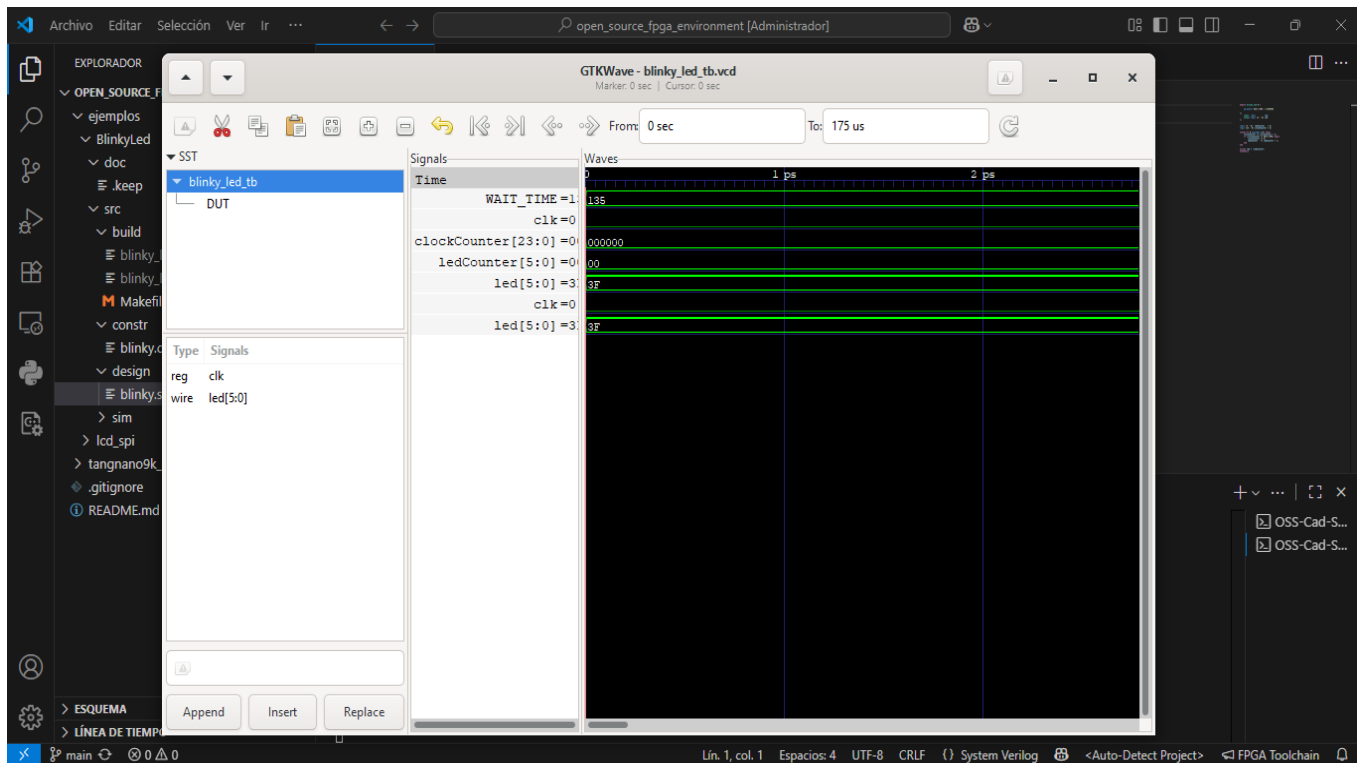 Archivo Editar Selección Ver Ir ··· open_source_fpga_environment [Administrador]
EXPLORADOR
OPEN_SOURCE_F
ejemplos
BlinkyLed
doc
.keep
src
build
blinky_l
blinky_l
Makefil
constr
blinky.c
design
blinky.s
sim
lcd_spi
tangnano9k_
.gitignore
README.md
ESQUEMA
LÍNEA DE TIEMPO
GTKWave - blinky_led_tb.vcd
Marker: 0 sec | Cursor: 0 sec
From: 0 sec To: 175 us
SST
blinky_led_tb
DUT
Type Signals
reg clk
wire led[5:0]
Append Insert Replace
Signals
Time
WAIT_TIME =1
clk =0
clockCounter[23:0] =0
ledCounter[5:0] =0
led[5:0] =3
clk =0
led[5:0] =3
Waves
0 1 ps 2 ps
135
000000
00
3F
3F
OSS-Cad-S...
OSS-Cad-S...
main 0 0 Lín. 1, col. 1 Espacios: 4 UTF-8 CRLF {} System Verilog <Auto-Detect Project> FPGA Toolchain